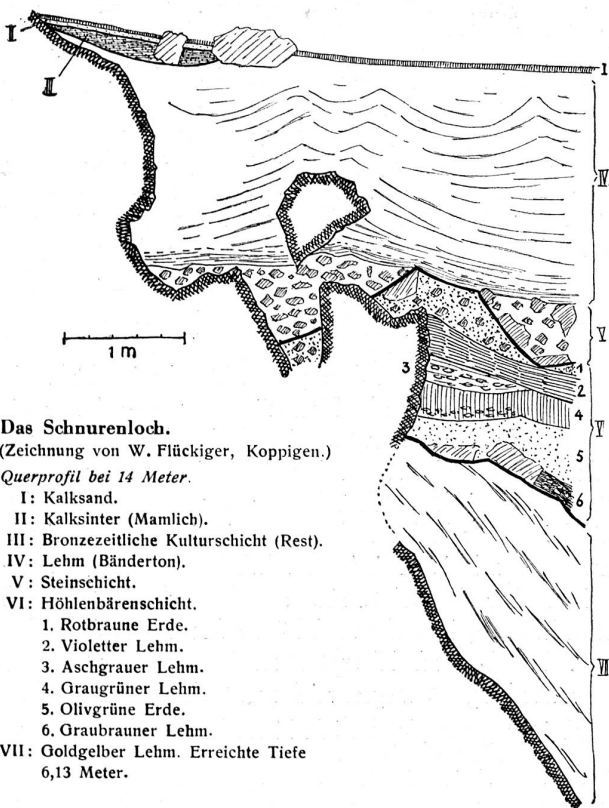 I
II
III
I
IV
V
1
2
3
4
V
5
6
VII
1 m
Das Schnurenloch.
(Zeichnung von W. Flückiger, Koppigen.)
Querprofil bei 14 Meter.
I: Kalksand.
II: Kalksinter (Mamlich).
III: Bronzezeitliche Kulturschicht (Rest).
IV: Lehm (Bänderton).
V: Steinschicht.
VI: Höhlenbärenschicht.
1. Rotbraune Erde.
2. Violetter Lehm.
3. Aschgrauer Lehm.
4. Graugrüner Lehm.
5. Olivgrüne Erde.
6. Graubrauner Lehm.
VII: Goldgelber Lehm. Erreichte Tiefe
6,13 Meter.